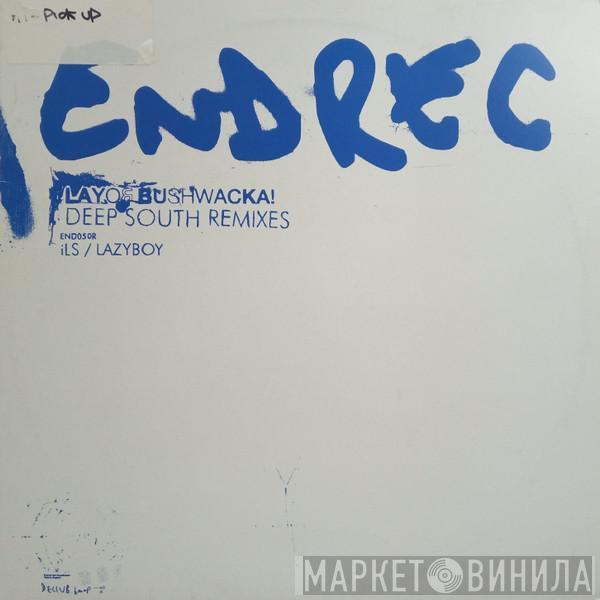 Pick up
ENDREC
LAYO& BUSHWACKA!
DEEP SOUTH REMIXES
END050R
iLS / LAZYBOY
МАРКЕТ ВИНИЛА